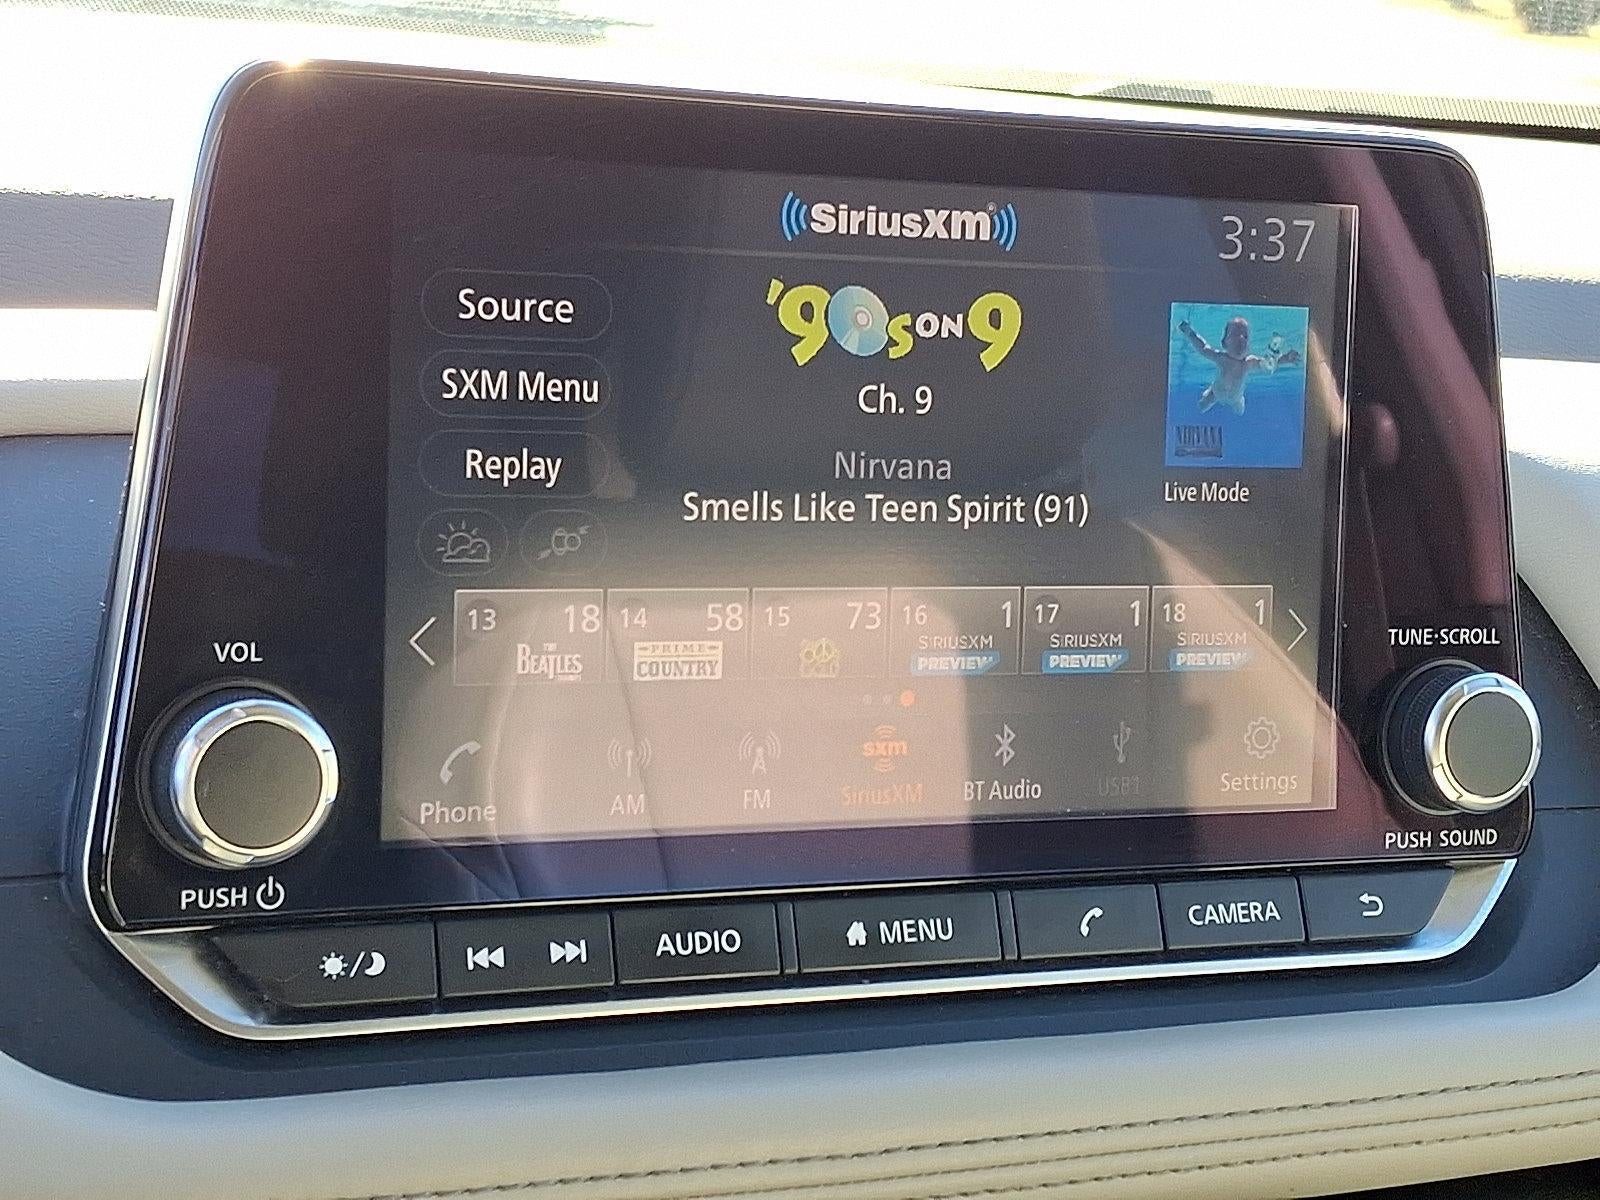 SiriusXM
3:37
Source
'90s ON 9
SXM Menu
Ch. 9
NIRVANA
Replay
Nirvana
Live Mode
Smells Like Teen Spirit (91)
13 18 14 58 15 73 16 1 17 1 18 1
THE BEATLES CHANNEL
PRIME COUNTRY
SIRIUSXM PREVIEW
SIRIUSXM PREVIEW
SIRIUSXM PREVIEW
VOL
TUNE·SCROLL
sxm
Phone
AM
FM
SiriusXM
BT Audio
USB1
Settings
PUSH
PUSH SOUND
AUDIO
MENU
CAMERA